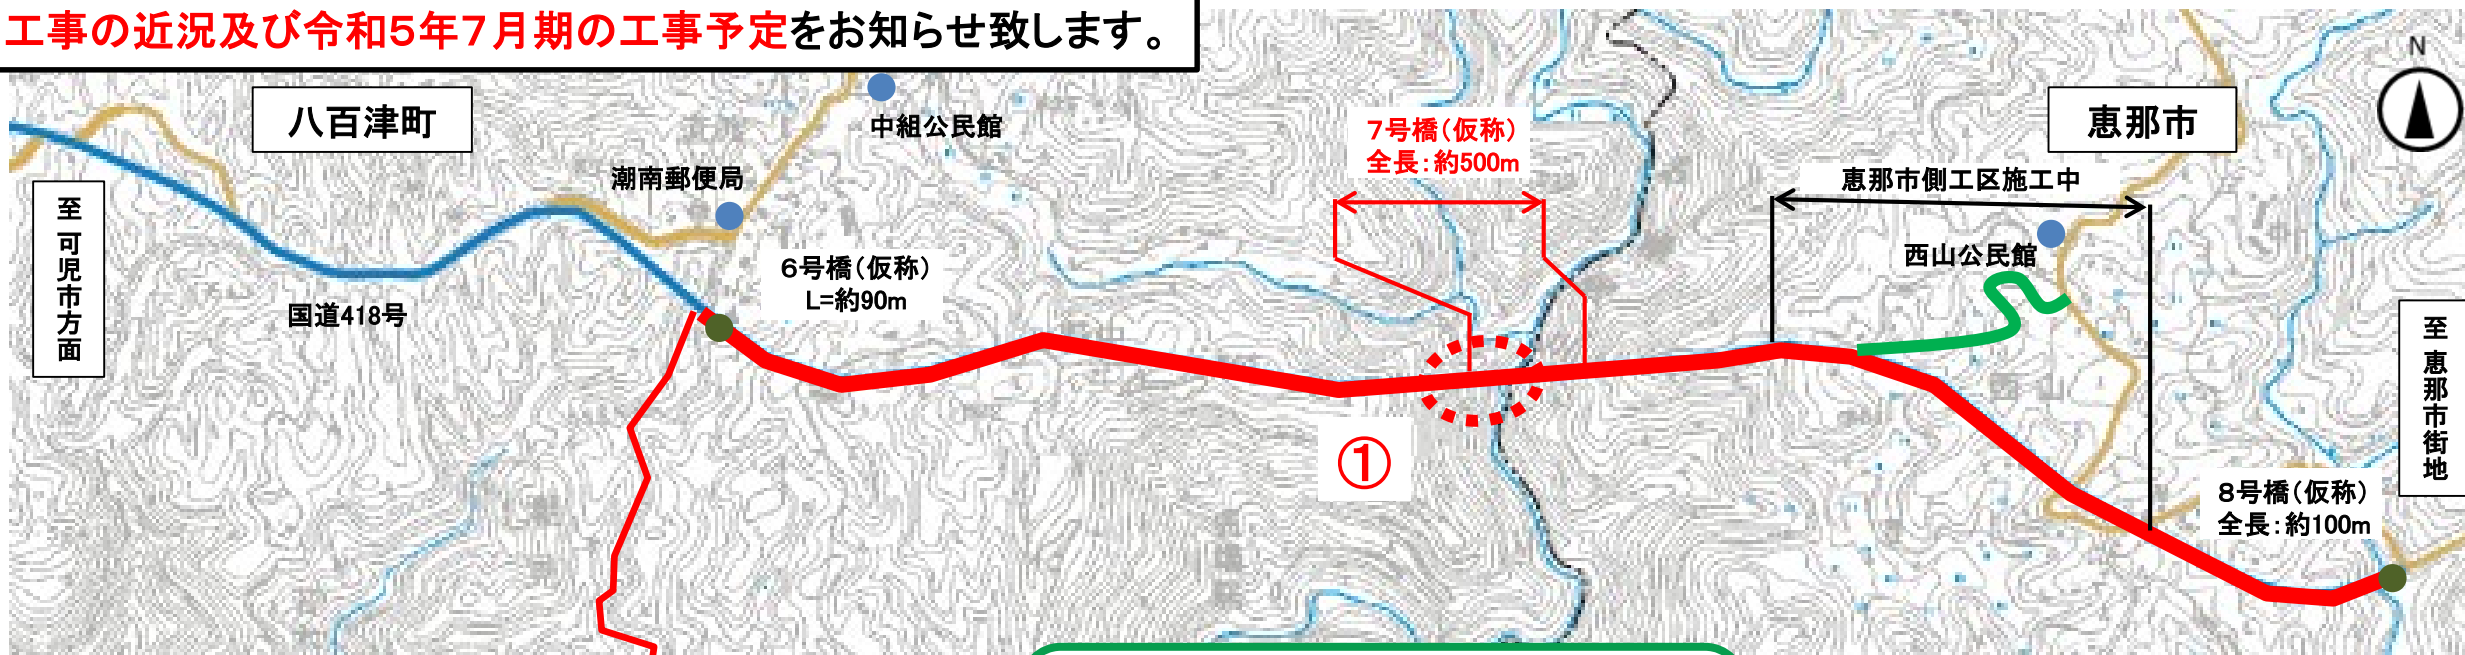 工事の近況及び令和5年7月期の工事予定をお知らせ致します。
N
八百津町
中組公民館
7号橋（仮称）
全長：約500m
恵那市
潮南郵便局
恵那市側工区施工中
至 可児市方面
6号橋（仮称）
L=約90m
西山公民館
国道418号
至 恵那市街地
①
8号橋（仮称）
全長：約100m